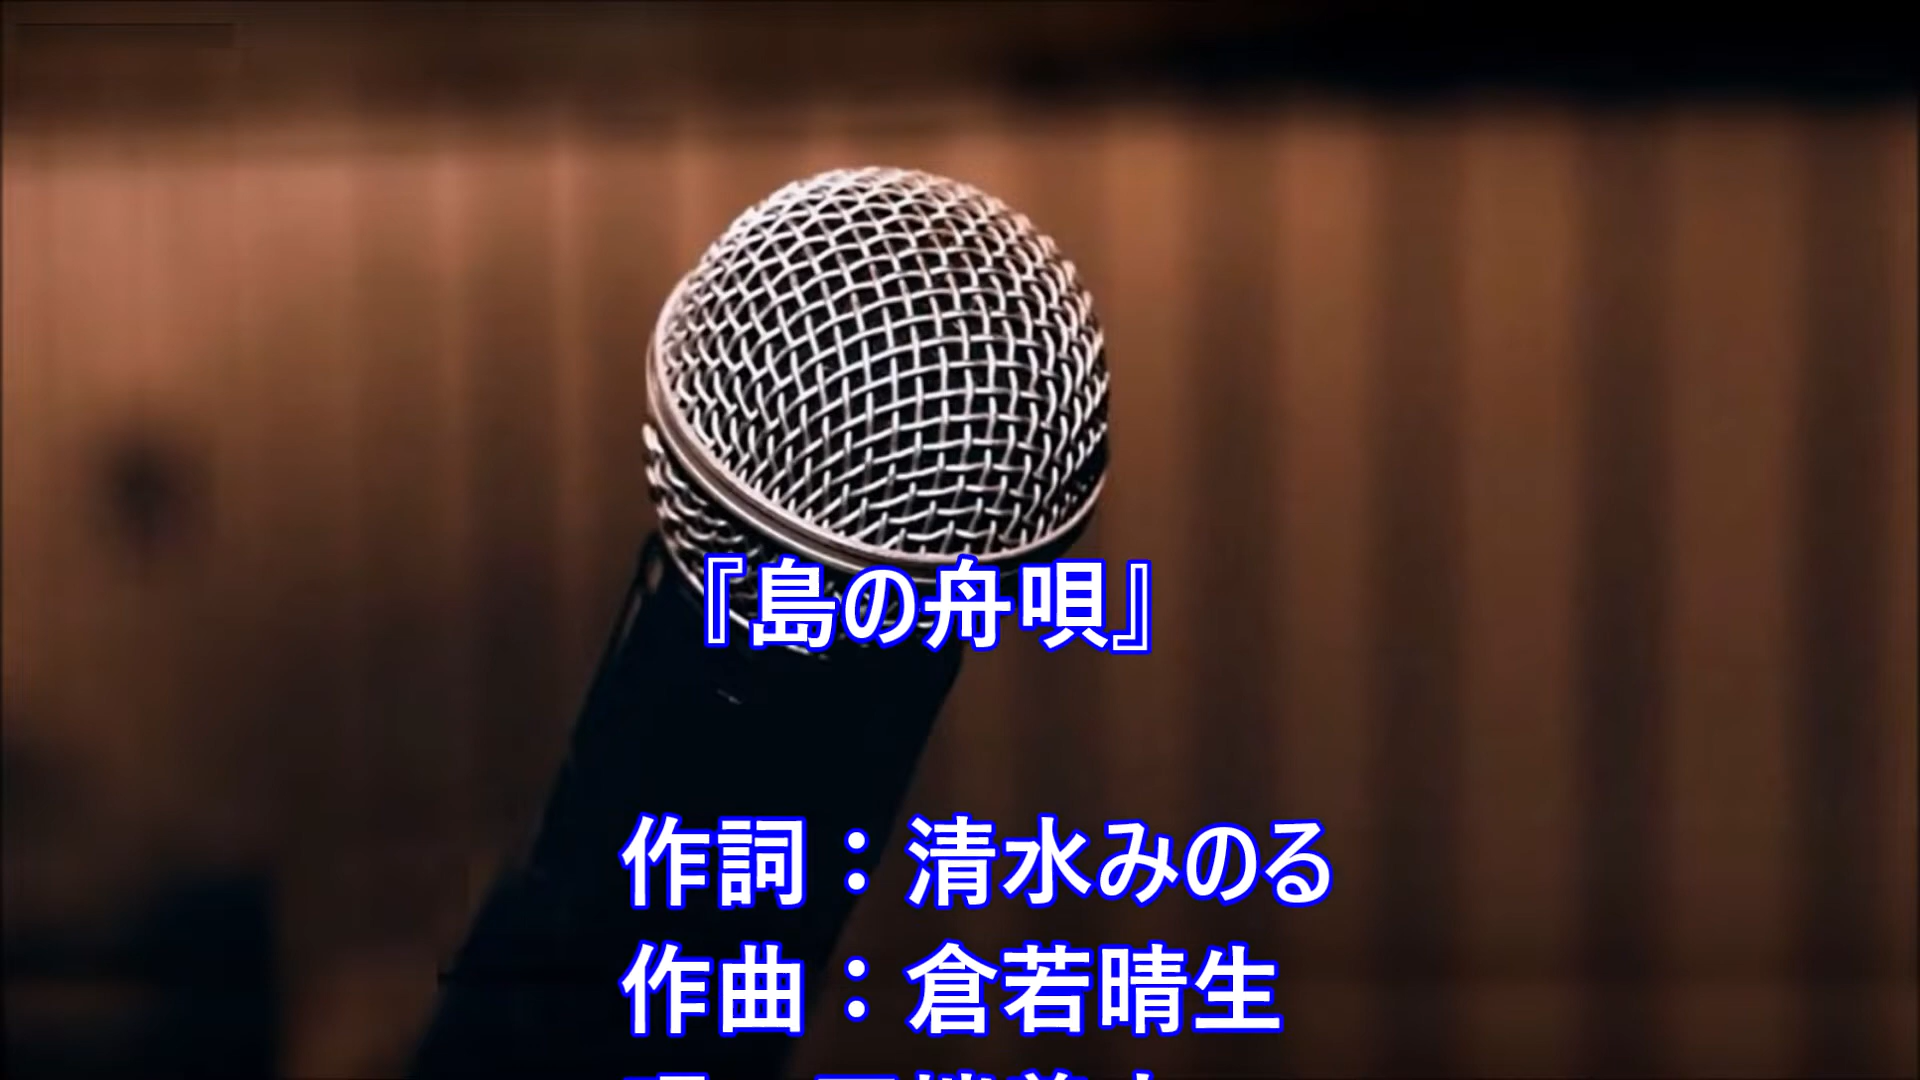 『島の舟唄』
作詞：清水みのる
作曲：倉若晴生